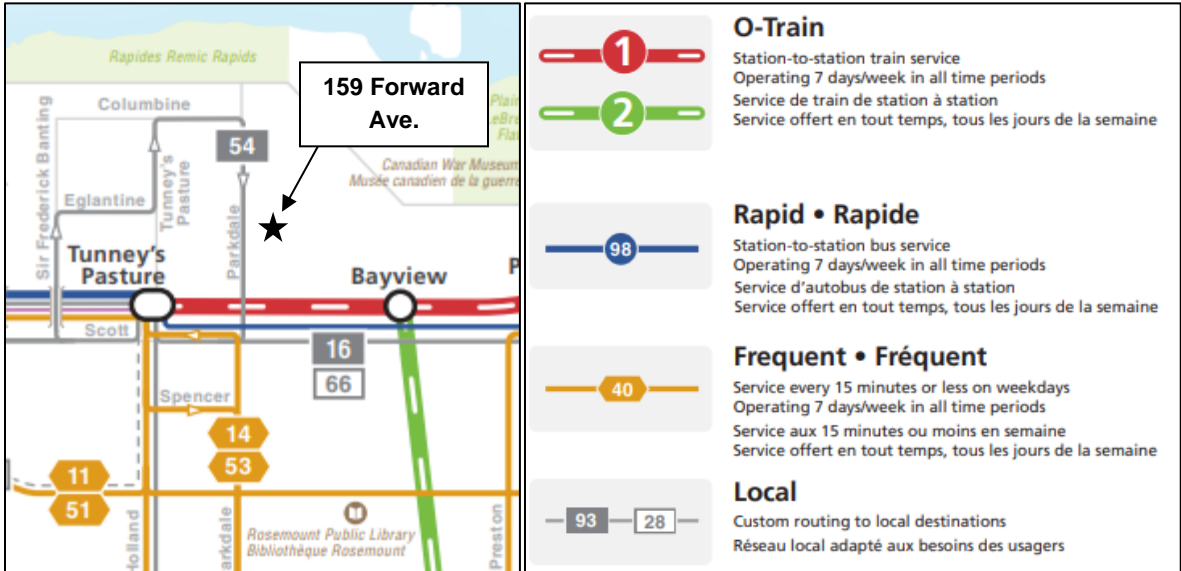 Rapides Remic Rapids
159 Forward
Ave.
Columbine
54
Sir Frederick Banting
Tunney's
Pasture
Eglantine
Parkdale
Canadian War Museum
Musée canadien de la guerre
Tunney's
Pasture
Bayview
Scott
16
66
Spencer
14
53
11
51
Holland
arkdale
Rosemount Public Library
Bibliothèque Rosemount
Preston
1
2
O-Train
Station-to-station train service
Operating 7 days/week in all time periods
Service de train de station à station
Service offert en tout temps, tous les jours de la semaine
98
Rapid • Rapide
Station-to-station bus service
Operating 7 days/week in all time periods
Service d'autobus de station à station
Service offert en tout temps, tous les jours de la semaine
40
Frequent • Fréquent
Service every 15 minutes or less on weekdays
Operating 7 days/week in all time periods
Service aux 15 minutes ou moins en semaine
Service offert en tout temps, tous les jours de la semaine
93
28
Local
Custom routing to local destinations
Réseau local adapté aux besoins des usagers